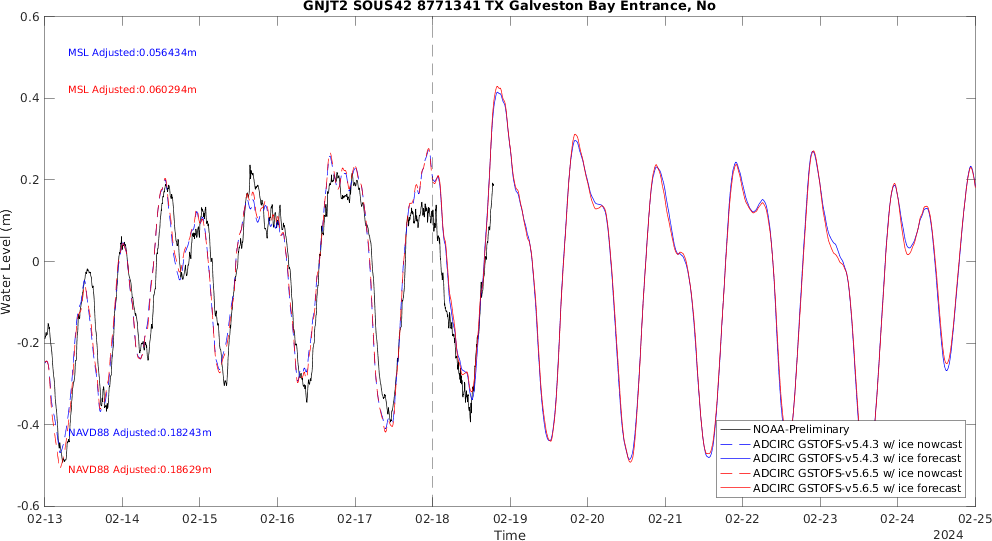 GNJT2 SOUS42 8771341 TX Galveston Bay Entrance, No
0.6
0.4
0.2
0
-0.2
-0.4
-0.6
Water Level (m)
MSL Adjusted:0.056434m
MSL Adjusted:0.060294m
NAVD88 Adjusted:0.18243m
NAVD88 Adjusted:0.18629m
NOAA-Preliminary
ADCIRC GSTOFS-v5.4.3 w/ ice nowcast
ADCIRC GSTOFS-v5.4.3 w/ ice forecast
ADCIRC GSTOFS-v5.6.5 w/ ice nowcast
ADCIRC GSTOFS-v5.6.5 w/ ice forecast
02-13 02-14 02-15 02-16 02-17 02-18 02-19 02-20 02-21 02-22 02-23 02-24 02-25
Time
2024